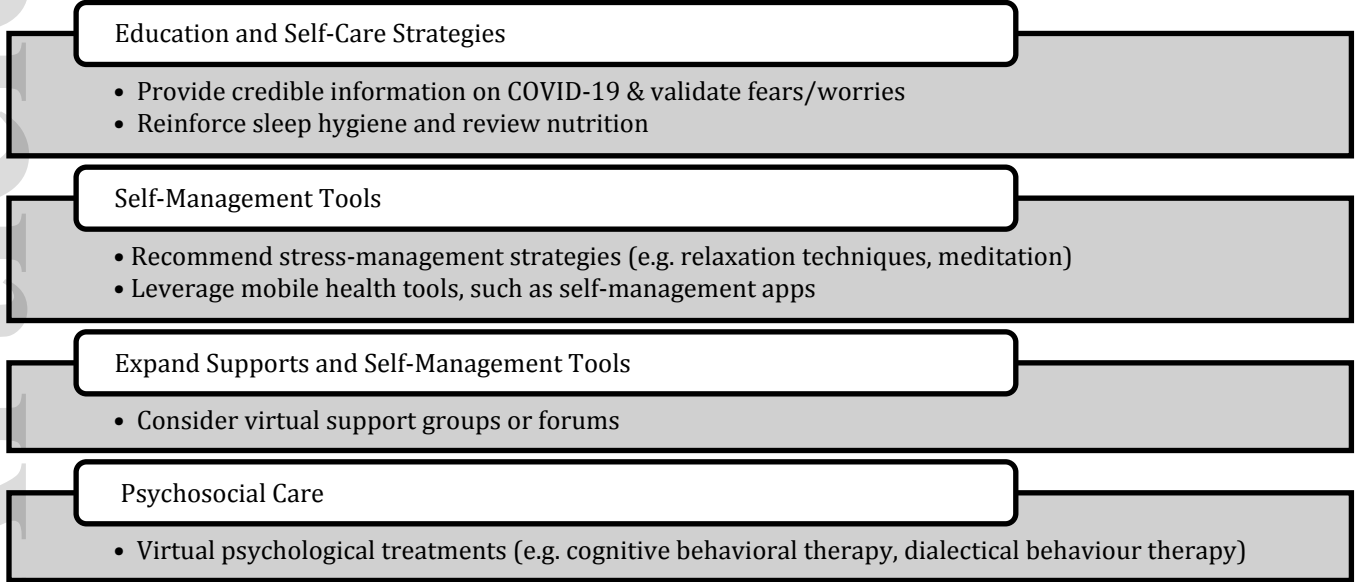 Education and Self-Care Strategies
• Provide credible information on COVID-19 & validate fears/worries
• Reinforce sleep hygiene and review nutrition
Self-Management Tools
• Recommend stress-management strategies (e.g. relaxation techniques, meditation)
• Leverage mobile health tools, such as self-management apps
Expand Supports and Self-Management Tools
• Consider virtual support groups or forums
Psychosocial Care
• Virtual psychological treatments (e.g. cognitive behavioral therapy, dialectical behaviour therapy)